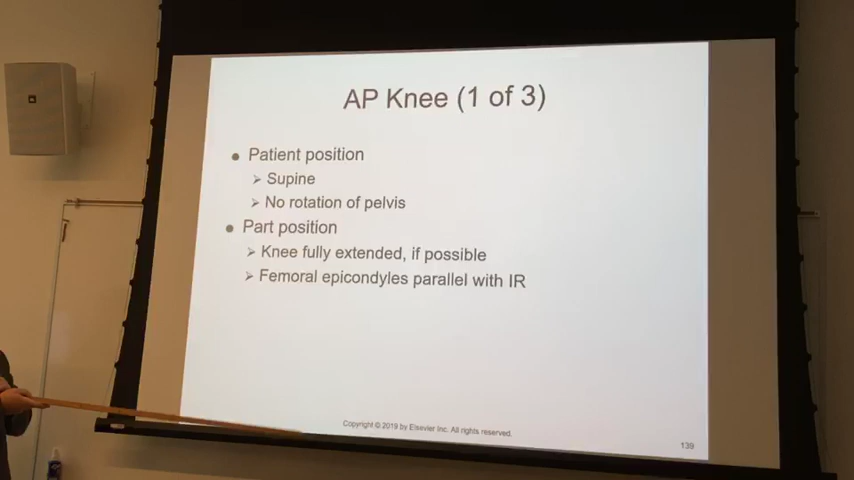 AP Knee (1 of 3)
● Patient position
➢ Supine
➢ No rotation of pelvis
● Part position
➢ Knee fully extended, if possible
➢ Femoral epicondyles parallel with IR
Copyright © 2019 by Elsevier Inc. All rights reserved.
139